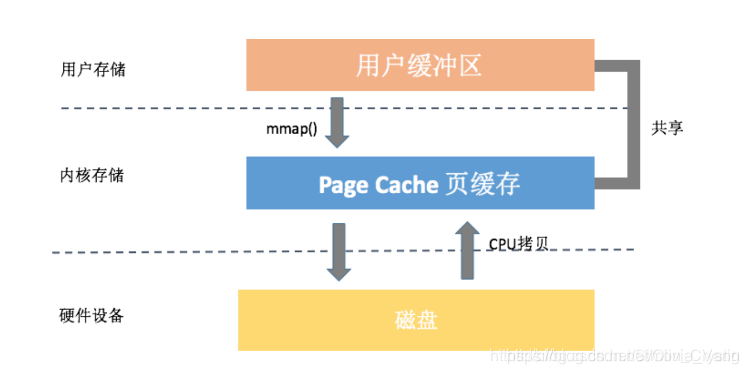 用户缓冲区
用户存储
mmap()
共享
内核存储
Page Cache 页缓存
CPU拷贝
硬件设备
磁盘